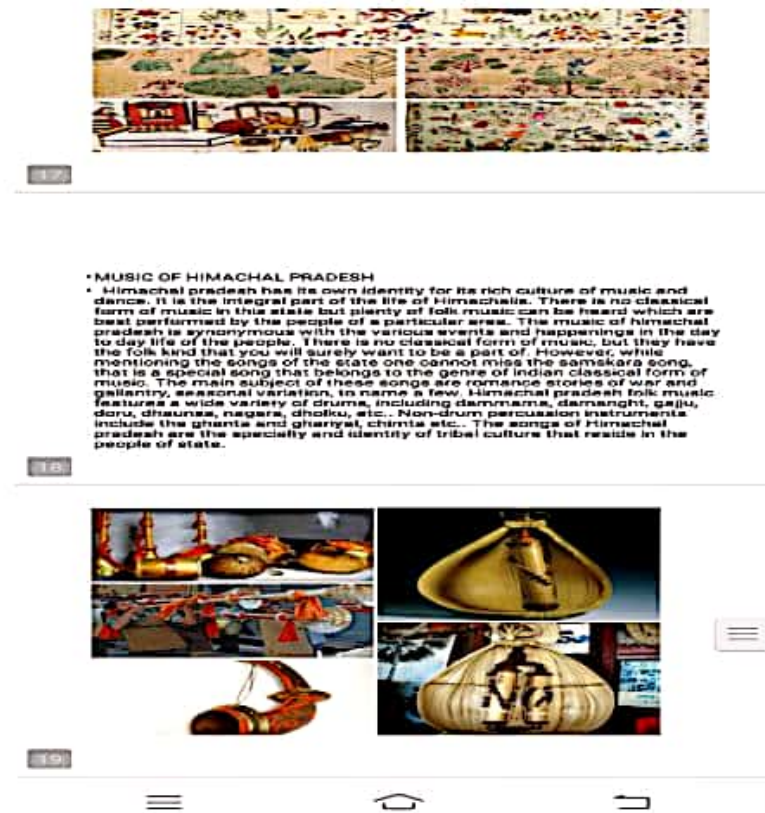 17
•MUSIC OF HIMACHAL PRADESH
• Himachal pradesh has its own identity for its rich culture of music and
dance. It is the integral part of the life of Himachalis. There is no classical
form of music in this state but plenty of folk music can be heard which are
best performed by the people of a particular area. The music of himachal
pradesh is synonymous with the various events and happenings in the day
to day life of the people. There is no classical form of music, but they have
the folk kind that you will surely want to be a part of. However, while
mentioning the songs of the state one cannot miss the samskara song,
that is a special song that belongs to the genre of indian classical form of
music. The main subject of these songs are romance stories of war and
gallantry, seasonal variation, to name a few. Himachal pradesh folk music
features a wide variety of drums, including dammama, damanght, gajju,
doru, dhaunsa, nagara, dholku, etc.. Non-drum percussion instruments
include the ghanta and ghariyal, chimta etc.. The songs of Himachal
pradesh are the specialty and identity of tribal culture that reside in the
people of state.
18
19